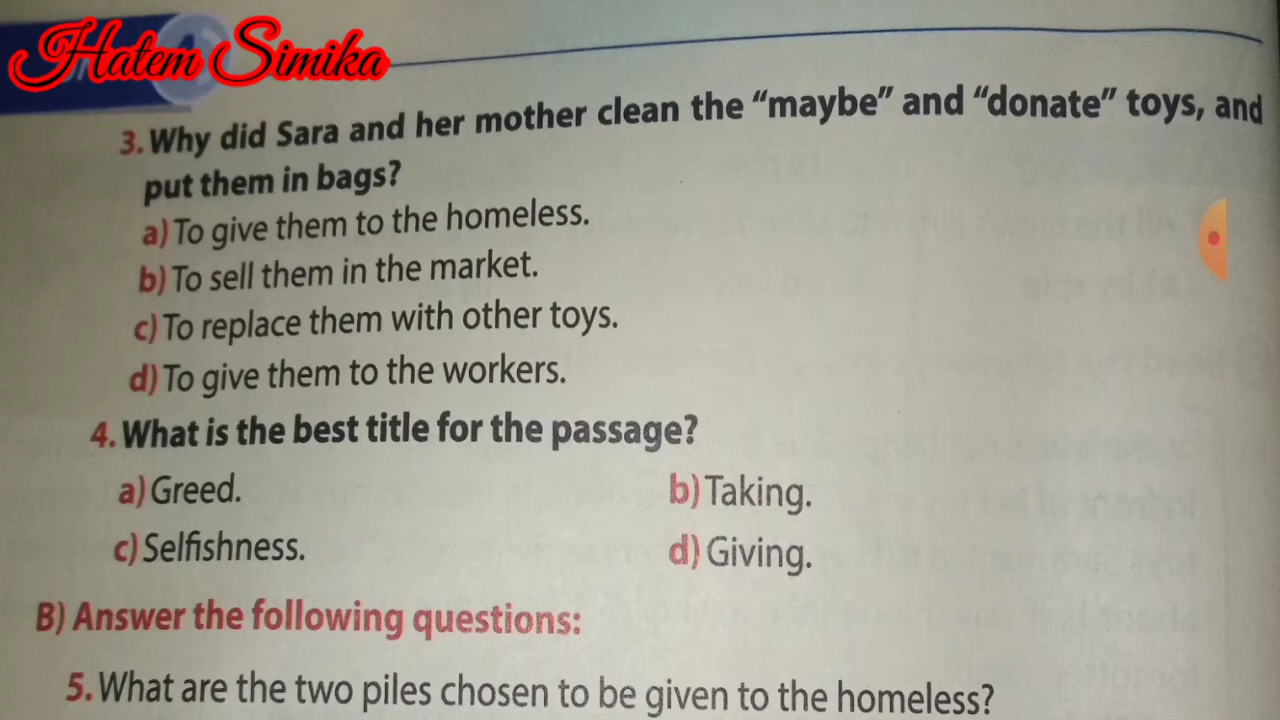 Hatem Simika
3. Why did Sara and her mother clean the “maybe” and “donate” toys, and
put them in bags?
a) To give them to the homeless.
b) To sell them in the market.
c) To replace them with other toys.
d) To give them to the workers.
4. What is the best title for the passage?
a) Greed. b) Taking.
c) Selfishness. d) Giving.
B) Answer the following questions:
5. What are the two piles chosen to be given to the homeless?